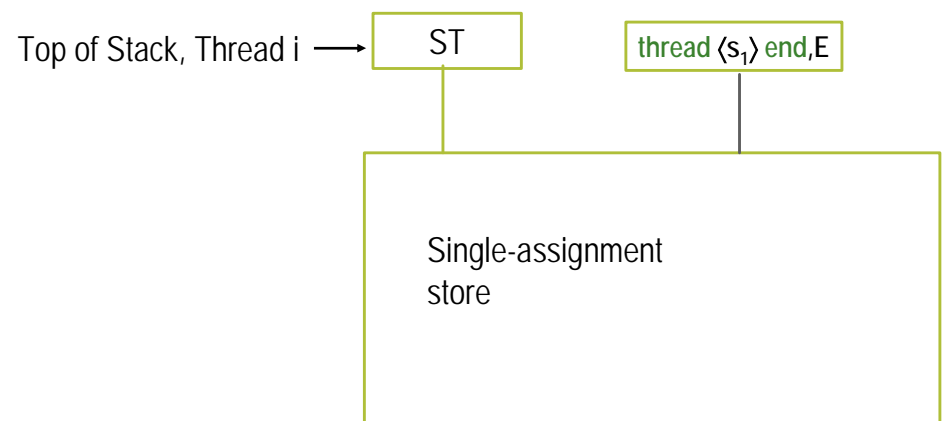 Top of Stack, Thread i
ST
thread ⟨s₁⟩ end,E
Single-assignment
store